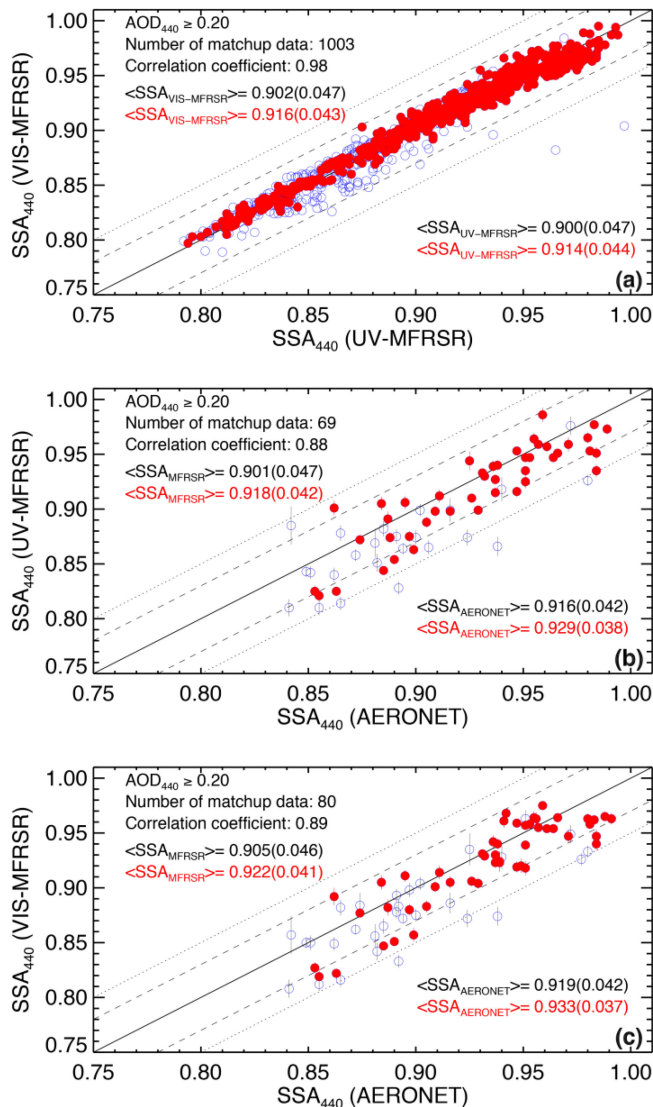 AOD440 ≥ 0.20
Number of matchup data: 1003
Correlation coefficient: 0.98
<SSAVIS−MFRSR>= 0.902(0.047)
<SSAVIS−MFRSR>= 0.916(0.043)
<SSAUV−MFRSR>= 0.900(0.047)
<SSAUV−MFRSR>= 0.914(0.044)
(a)
SSA440 (VIS-MFRSR)
1.00
0.95
0.90
0.85
0.80
0.75
0.75 0.80 0.85 0.90 0.95 1.00
SSA440 (UV-MFRSR)
AOD440 ≥ 0.20
Number of matchup data: 69
Correlation coefficient: 0.88
<SSAMFRSR>= 0.901(0.047)
<SSAMFRSR>= 0.918(0.042)
<SSAAERONET>= 0.916(0.042)
<SSAAERONET>= 0.929(0.038)
(b)
SSA440 (UV-MFRSR)
1.00
0.95
0.90
0.85
0.80
0.75
0.75 0.80 0.85 0.90 0.95 1.00
SSA440 (AERONET)
AOD440 ≥ 0.20
Number of matchup data: 80
Correlation coefficient: 0.89
<SSAMFRSR>= 0.905(0.046)
<SSAMFRSR>= 0.922(0.041)
<SSAAERONET>= 0.919(0.042)
<SSAAERONET>= 0.933(0.037)
(c)
SSA440 (VIS-MFRSR)
1.00
0.95
0.90
0.85
0.80
0.75
0.75 0.80 0.85 0.90 0.95 1.00
SSA440 (AERONET)